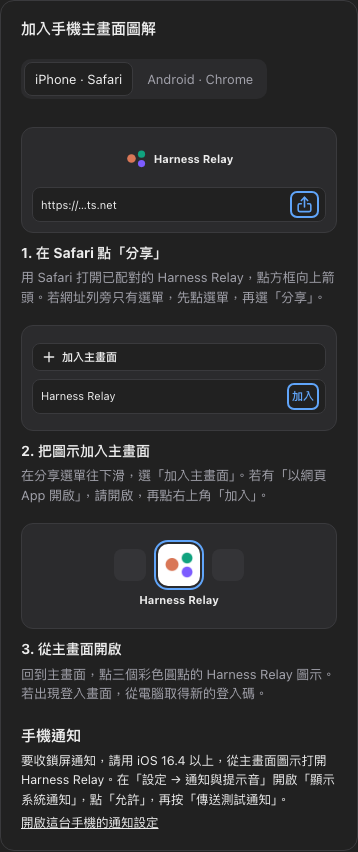 加入手機主畫面圖解
iPhone · Safari
Android · Chrome
Harness Relay
https://...ts.net
1. 在 Safari 點「分享」
用 Safari 打開已配對的 Harness Relay，點方框向上箭
頭。若網址列旁只有選單，先點選單，再選「分享」。
＋ 加入主畫面
Harness Relay
加入
2. 把圖示加入主畫面
在分享選單往下滑，選「加入主畫面」。若有「以網頁
App 開啟」，請開啟，再點右上角「加入」。
Harness Relay
3. 從主畫面開啟
回到主畫面，點三個彩色圓點的 Harness Relay 圖示。
若出現登入畫面，從電腦取得新的登入碼。
手機通知
要收鎖屏通知，請用 iOS 16.4 以上，從主畫面圖示打開
Harness Relay。在「設定 → 通知與提示音」開啟「顯示
系統通知」，點「允許」，再按「傳送測試通知」。
開啟這台手機的通知設定